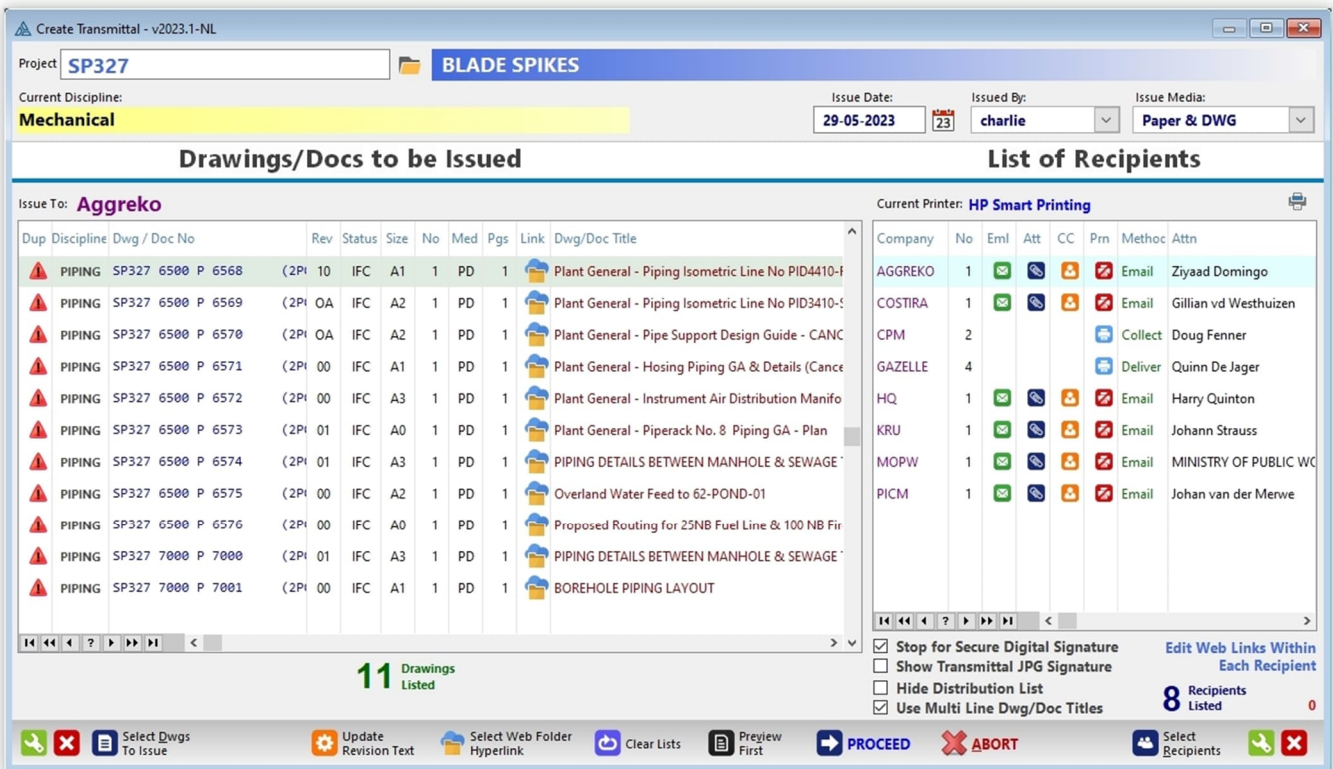 Create Transmittal - v2023.1-NL
Project SP327 BLADE SPIKES
Current Discipline: Issue Date: Issued By: Issue Media:
Mechanical 29-05-2023 23 charlie Paper & DWG
Drawings/Docs to be Issued List of Recipients
Issue To: Aggreko Current Printer: HP Smart Printing
Dup Discipline Dwg / Doc No Rev Status Size No Med Pgs Link Dwg/Doc Title
PIPING SP327 6500 P 6568 (2P 10 IFC A1 1 PD 1 Plant General - Piping Isometric Line No PID4410-
PIPING SP327 6500 P 6569 (2P OA IFC A2 1 PD 1 Plant General - Piping Isometric Line No PID3410-
PIPING SP327 6500 P 6570 (2P OA IFC A2 1 PD 1 Plant General - Pipe Support Design Guide - CANC
PIPING SP327 6500 P 6571 (2P 00 IFC A1 1 PD 1 Plant General - Hosing Piping GA & Details (Cance
PIPING SP327 6500 P 6572 (2P 00 IFC A3 1 PD 1 Plant General - Instrument Air Distribution Manifo
PIPING SP327 6500 P 6573 (2P 01 IFC A0 1 PD 1 Plant General - Piperack No. 8 Piping GA - Plan
PIPING SP327 6500 P 6574 (2P 01 IFC A3 1 PD 1 PIPING DETAILS BETWEEN MANHOLE & SEWAGE
PIPING SP327 6500 P 6575 (2P 00 IFC A2 1 PD 1 Overland Water Feed to 62-POND-01
PIPING SP327 6500 P 6576 (2P 00 IFC A0 1 PD 1 Proposed Routing for 25NB Fuel Line & 100 NB Fi
PIPING SP327 7000 P 7000 (2P 01 IFC A3 1 PD 1 PIPING DETAILS BETWEEN MANHOLE & SEWAGE
PIPING SP327 7000 P 7001 (2P 00 IFC A1 1 PD 1 BOREHOLE PIPING LAYOUT
11 Drawings
Listed
Company No Eml Att CC Prn Methoc Attn
AGGREKO 1 Email Ziyaad Domingo
COSTIRA 1 Email Gillian vd Westhuizen
CPM 2 Collect Doug Fenner
GAZELLE 4 Deliver Quinn De Jager
HQ 1 Email Harry Quinton
KRU 1 Email Johann Strauss
MOPW 1 Email MINISTRY OF PUBLIC WO
PICM 1 Email Johan van der Merwe
Stop for Secure Digital Signature
Show Transmittal JPG Signature
Hide Distribution List
Use Multi Line Dwg/Doc Titles
Edit Web Links Within
Each Recipient
8 Recipients
Listed 0
Select Dwgs
To Issue
Update
Revision Text
Select Web Folder
Hyperlink
Clear Lists
Preview
First
PROCEED
ABORT
Select
Recipients